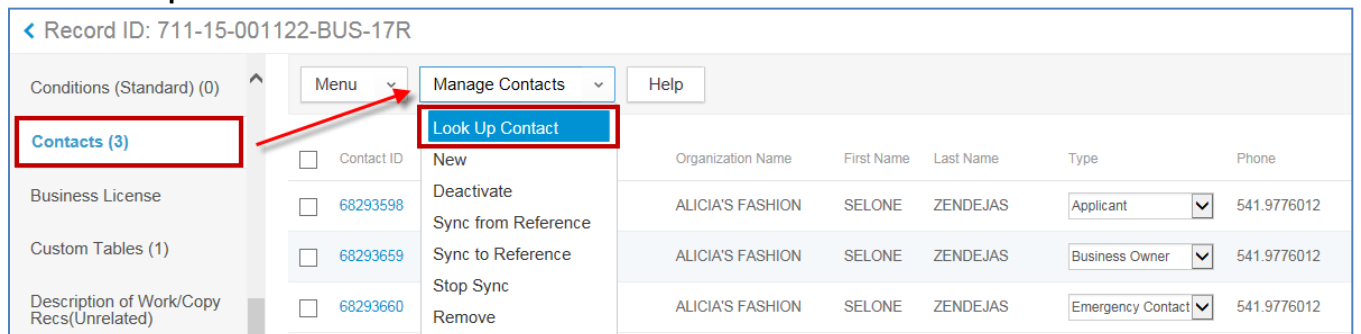 Record ID: 711-15-001122-BUS-17R
Conditions (Standard) (0)
Menu
Manage Contacts
Help
Contacts (3)
Look Up Contact
New
Deactivate
Sync from Reference
Sync to Reference
Stop Sync
Remove
Contact ID Organization Name First Name Last Name Type Phone
68293598 ALICIA'S FASHION SELONE ZENDEJAS Applicant 541.9776012
68293659 ALICIA'S FASHION SELONE ZENDEJAS Business Owner 541.9776012
68293660 ALICIA'S FASHION SELONE ZENDEJAS Emergency Contact 541.9776012
Business License
Custom Tables (1)
Description of Work/Copy
Recs(Unrelated)